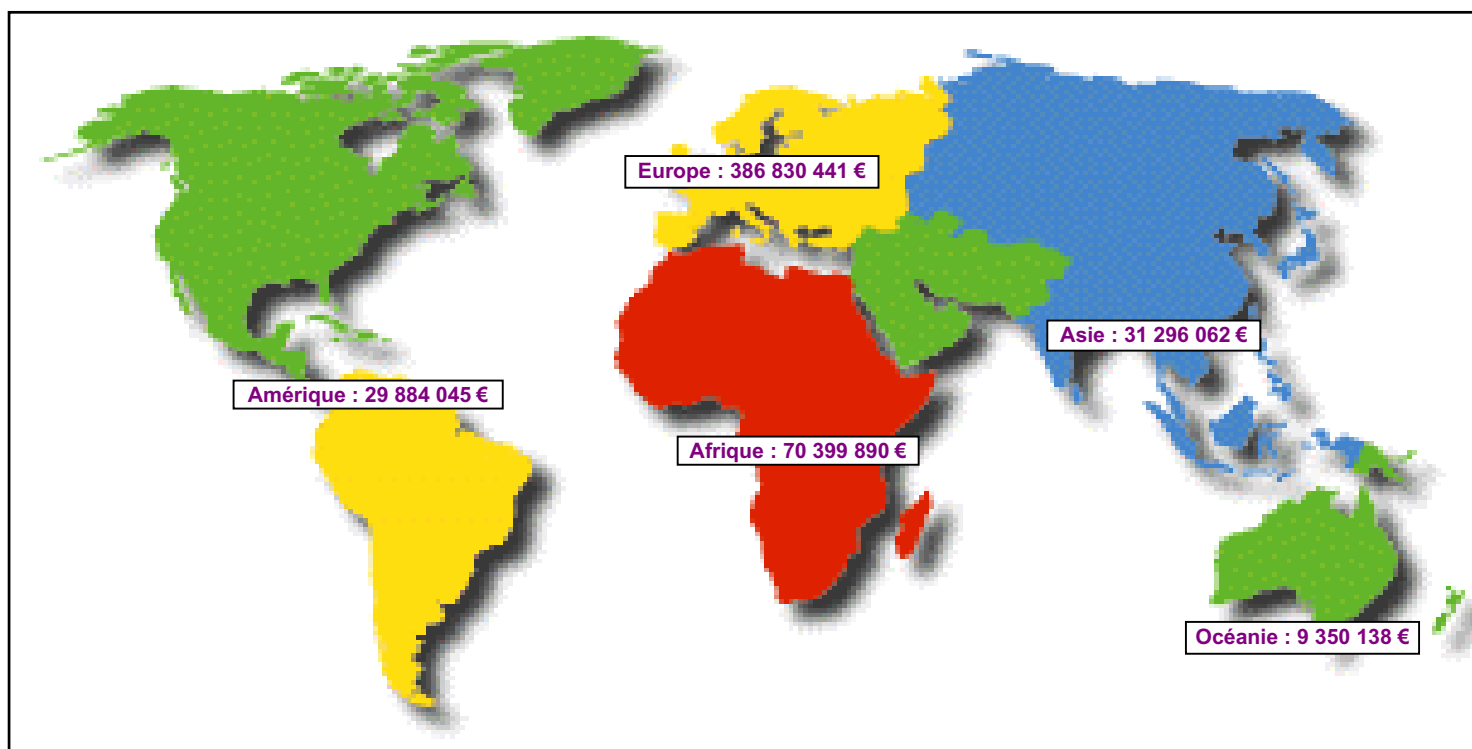 Europe : 386 830 441 €
Asie : 31 296 062 €
Amérique : 29 884 045 €
Afrique : 70 399 890 €
Océanie : 9 350 138 €